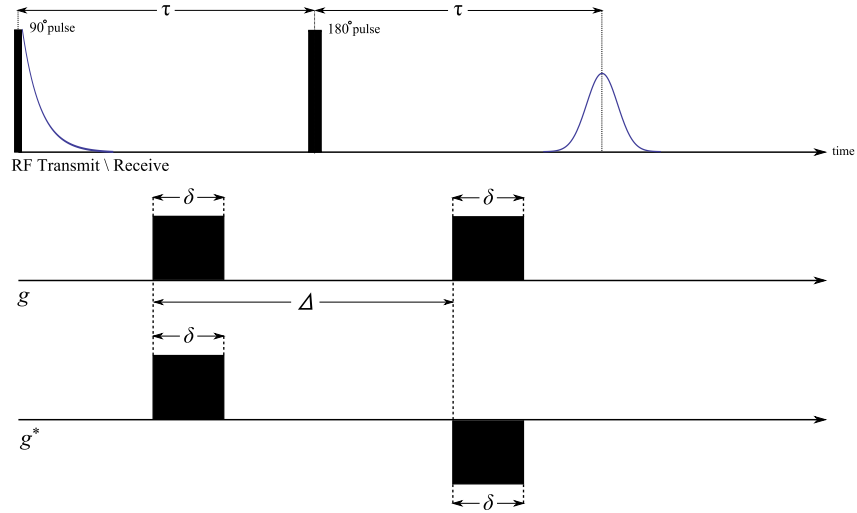 τ τ
90°pulse 180°pulse
time
RF Transmit \ Receive
δ δ
g
Δ
δ
g*
δ